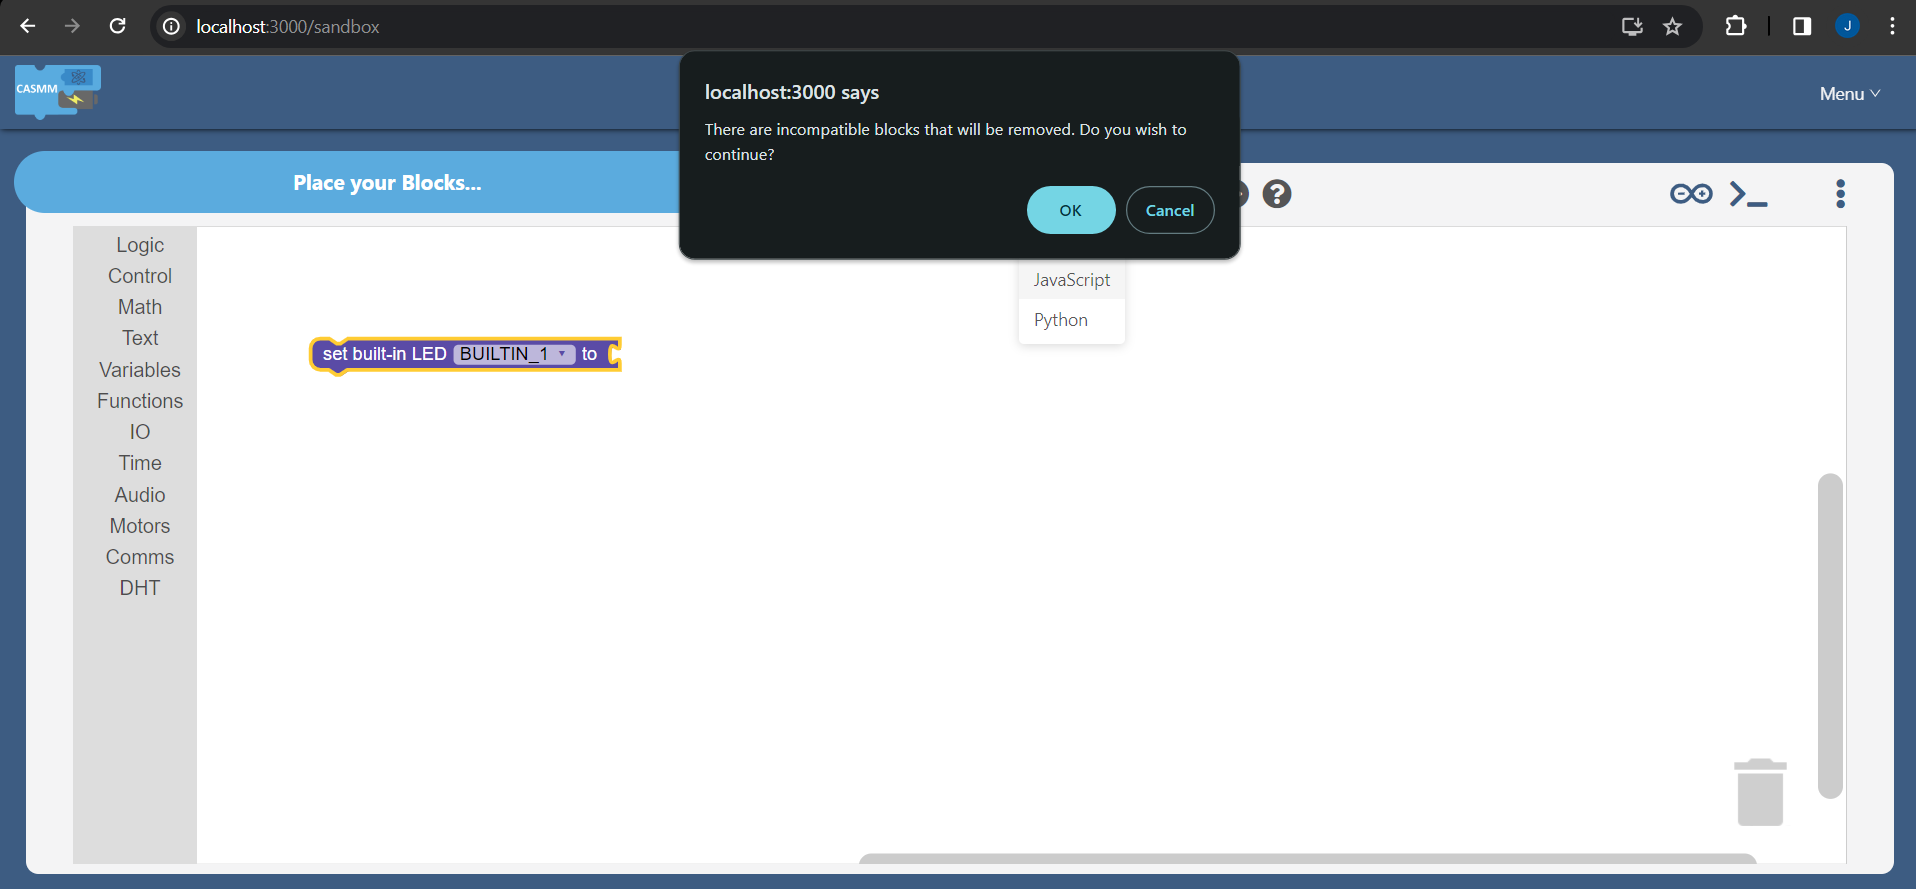 localhost:3000/sandbox
J
CASMM
Menu
localhost:3000 says
There are incompatible blocks that will be removed. Do you wish to
continue?
OK
Cancel
Place your Blocks...
Logic
Control
Math
Text
Variables
Functions
IO
Time
Audio
Motors
Comms
DHT
JavaScript
Python
set built-in LED BUILTIN_1 to